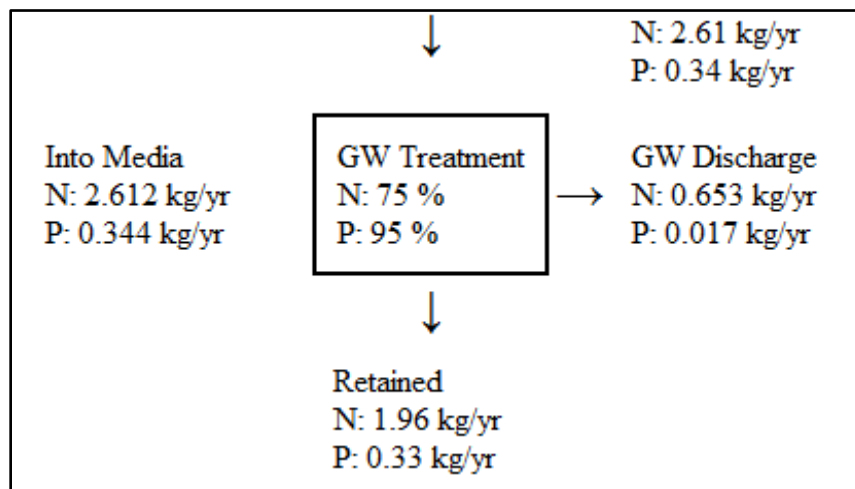 ↓
N: 2.61 kg/yr
P: 0.34 kg/yr
Into Media
N: 2.612 kg/yr
P: 0.344 kg/yr
GW Treatment
N: 75 %
P: 95 %
→
GW Discharge
N: 0.653 kg/yr
P: 0.017 kg/yr
↓
Retained
N: 1.96 kg/yr
P: 0.33 kg/yr